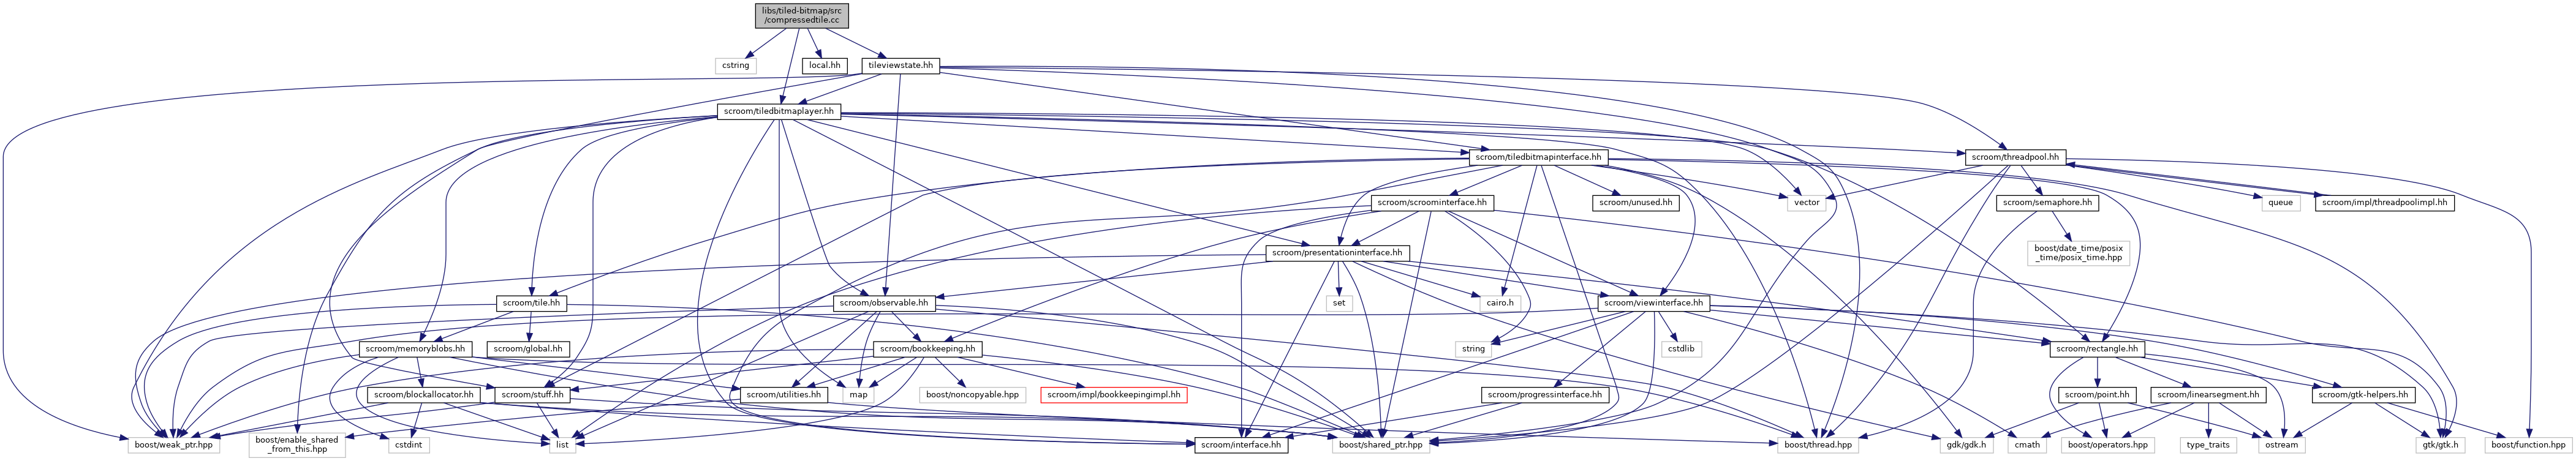 libs/tiled-bitmap/src
/compressedtile.cc
cstring
local.hh
tileviewstate.hh
scroom/tiledbitmaplayer.hh
scroom/tiledbitmapinterface.hh
scroom/threadpool.hh
scroom/scroominterface.hh
scroom/unused.hh
vector
scroom/semaphore.hh
queue
scroom/impl/threadpoolimpl.hh
scroom/presentationinterface.hh
boost/date_time/posix
_time/posix_time.hpp
scroom/tile.hh
scroom/observable.hh
set
cairo.h
scroom/viewinterface.hh
scroom/memoryblobs.hh
scroom/global.hh
scroom/bookkeeping.hh
string
cstdlib
scroom/rectangle.hh
scroom/blockallocator.hh
scroom/stuff.hh
scroom/utilities.hh
map
boost/noncopyable.hpp
scroom/impl/bookkeepingimpl.hh
scroom/progressinterface.hh
scroom/point.hh
scroom/linearsegment.hh
scroom/gtk-helpers.hh
boost/weak_ptr.hpp
boost/enable_shared
_from_this.hpp
cstdint
list
scroom/interface.hh
boost/shared_ptr.hpp
boost/thread.hpp
gdk/gdk.h
cmath
boost/operators.hpp
type_traits
ostream
gtk/gtk.h
boost/function.hpp